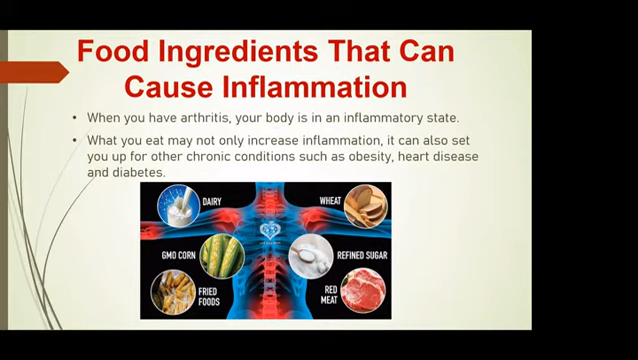 Food Ingredients That Can
Cause Inflammation
• When you have arthritis, your body is in an inflammatory state.
• What you eat may not only increase inflammation, it can also set
you up for other chronic conditions such as obesity, heart disease
and diabetes.
DAIRY
WHEAT
GMO CORN
REFINED SUGAR
FRIED
FOODS
RED
MEAT